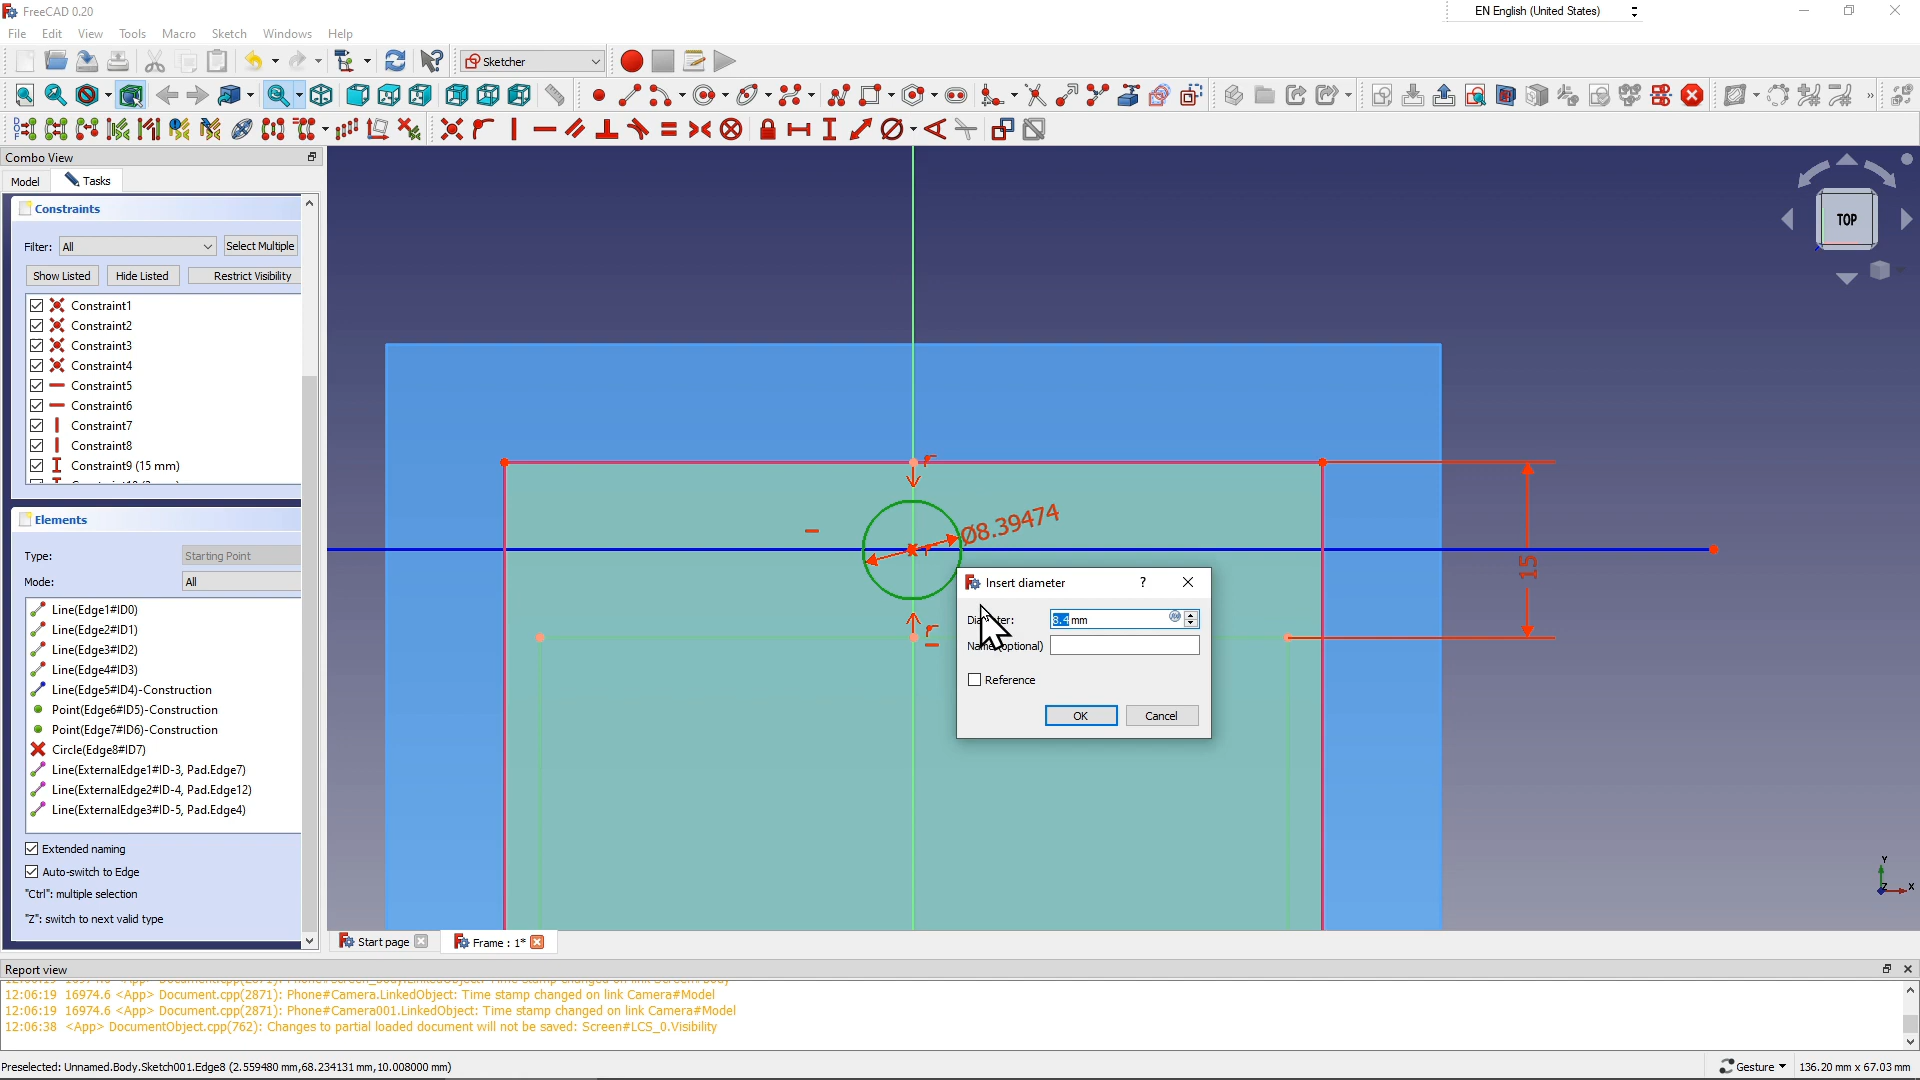 FreeCAD 0.20
EN English (United States)
File Edit View Tools Macro Sketch Windows Help
Sketcher
Combo View
Model Tasks
Constraints
Filter: All Select Multiple
Show Listed Hide Listed Restrict Visibility
Constraint1
Constraint2
Constraint3
Constraint4
Constraint5
Constraint6
Constraint7
Constraint8
Constraint9 (15 mm)
Elements
Type: Starting Point
Mode: All
Line(Edge1#ID0)
Line(Edge2#ID1)
Line(Edge3#ID2)
Line(Edge4#ID3)
Line(Edge5#ID4)-Construction
Point(Edge6#ID5)-Construction
Point(Edge7#ID6)-Construction
Circle(Edge8#ID7)
Line(ExternalEdge1#ID-3, Pad.Edge7)
Line(ExternalEdge2#ID-4, Pad.Edge12)
Line(ExternalEdge3#ID-5, Pad.Edge4)
Extended naming
Auto-switch to Edge
"Ctrl": multiple selection
"Z": switch to next valid type
TOP
Ø8.39474
15
Insert diameter ?
8.4 mm
Reference
OK Cancel
Y
Z X
Start page Frame : 1*
Report view
12:06:19 16974.6 <App> Document.cpp(2871): Phone#Camera.LinkedObject: Time stamp changed on link Camera#Model
12:06:19 16974.6 <App> Document.cpp(2871): Phone#Camera001.LinkedObject: Time stamp changed on link Camera#Model
12:06:38 <App> DocumentObject.cpp(762): Changes to partial loaded document will not be saved: Screen#LCS_0.Visibility
Preselected: Unnamed.Body.Sketch001.Edge8 (2.559480 mm,68.234131 mm,10.008000 mm)
Gesture 136.20 mm x 67.03 mm